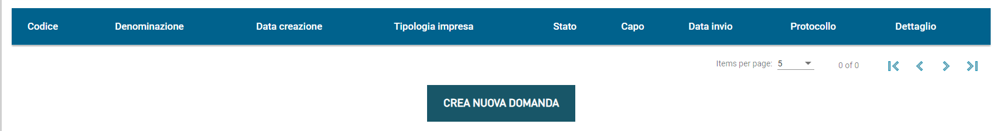 Codice Denominazione Data creazione Tipologia impresa Stato Capo Data invio Protocollo Dettaglio
Items per page: 5 0 of 0
CREA NUOVA DOMANDA